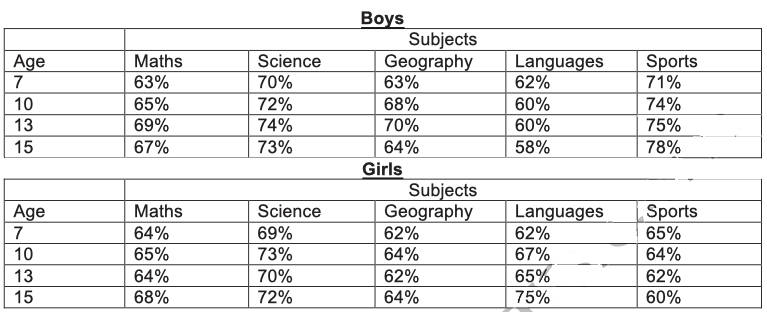 Boys
Subjects
Age Maths Science Geography Languages Sports
7 63% 70% 63% 62% 71%
10 65% 72% 68% 60% 74%
13 69% 74% 70% 60% 75%
15 67% 73% 64% 58% 78%
Girls
Subjects
Age Maths Science Geography Languages Sports
7 64% 69% 62% 62% 65%
10 65% 73% 64% 67% 64%
13 64% 70% 62% 65% 62%
15 68% 72% 64% 75% 60%